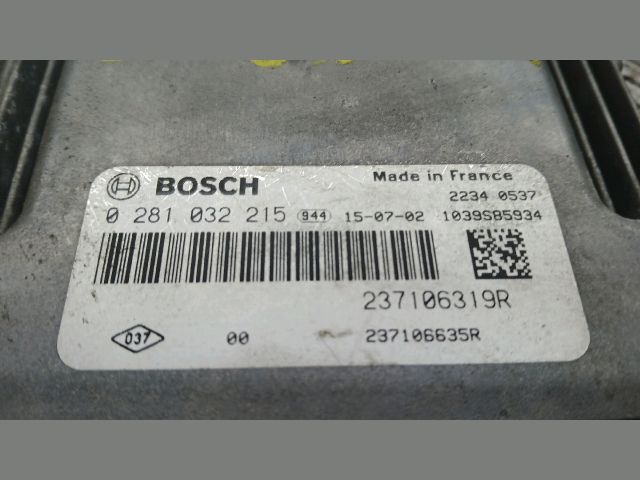 BOSCH
Made in France
2234 0537
0 281 032 215 944 15-07-02 1039S85934
237106319R
037 00 237106635R